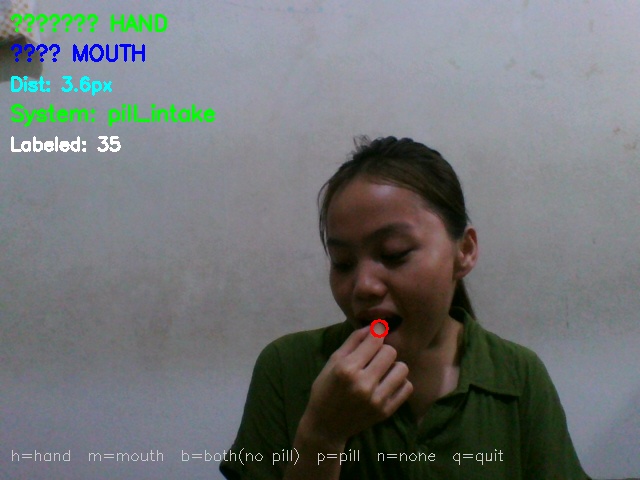 ??????? HAND
???? MOUTH
Dist: 3.6px
System: pill_intake
Labeled: 35
h=hand m=mouth b=both(no pill) p=pill n=none q=quit